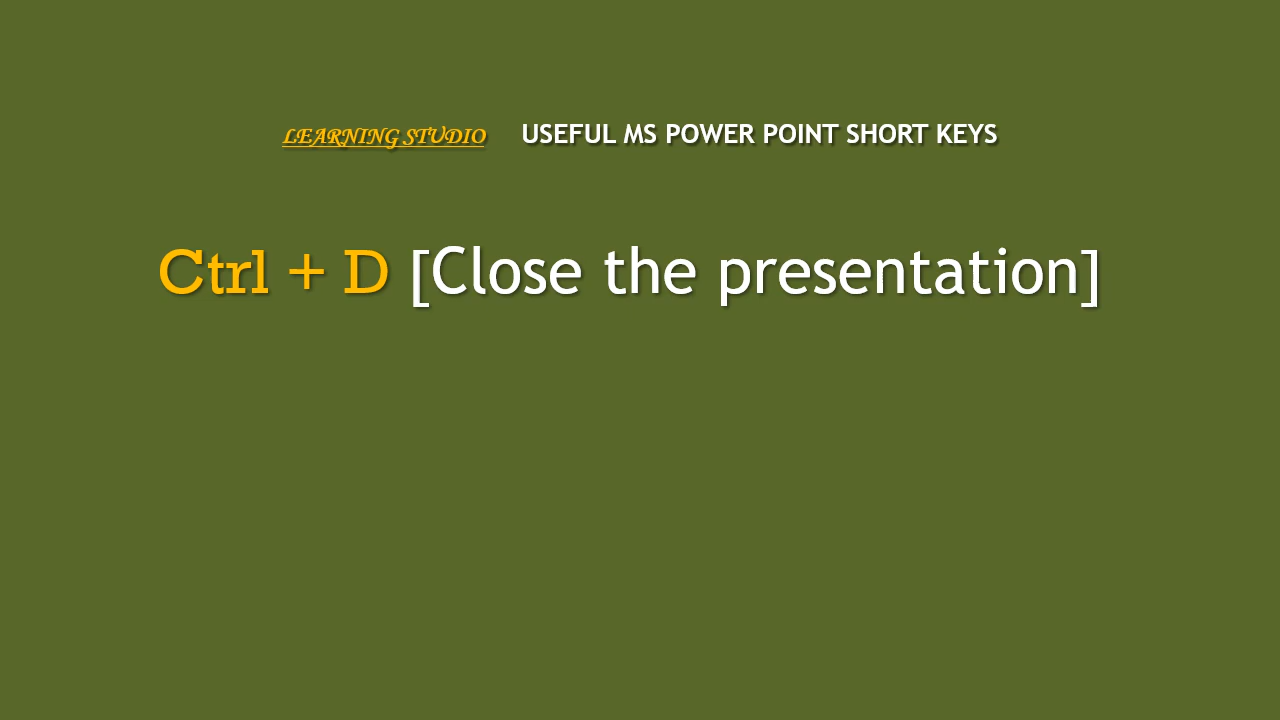 LEARNING STUDIO USEFUL MS POWER POINT SHORT KEYS
Ctrl + D [Close the presentation]